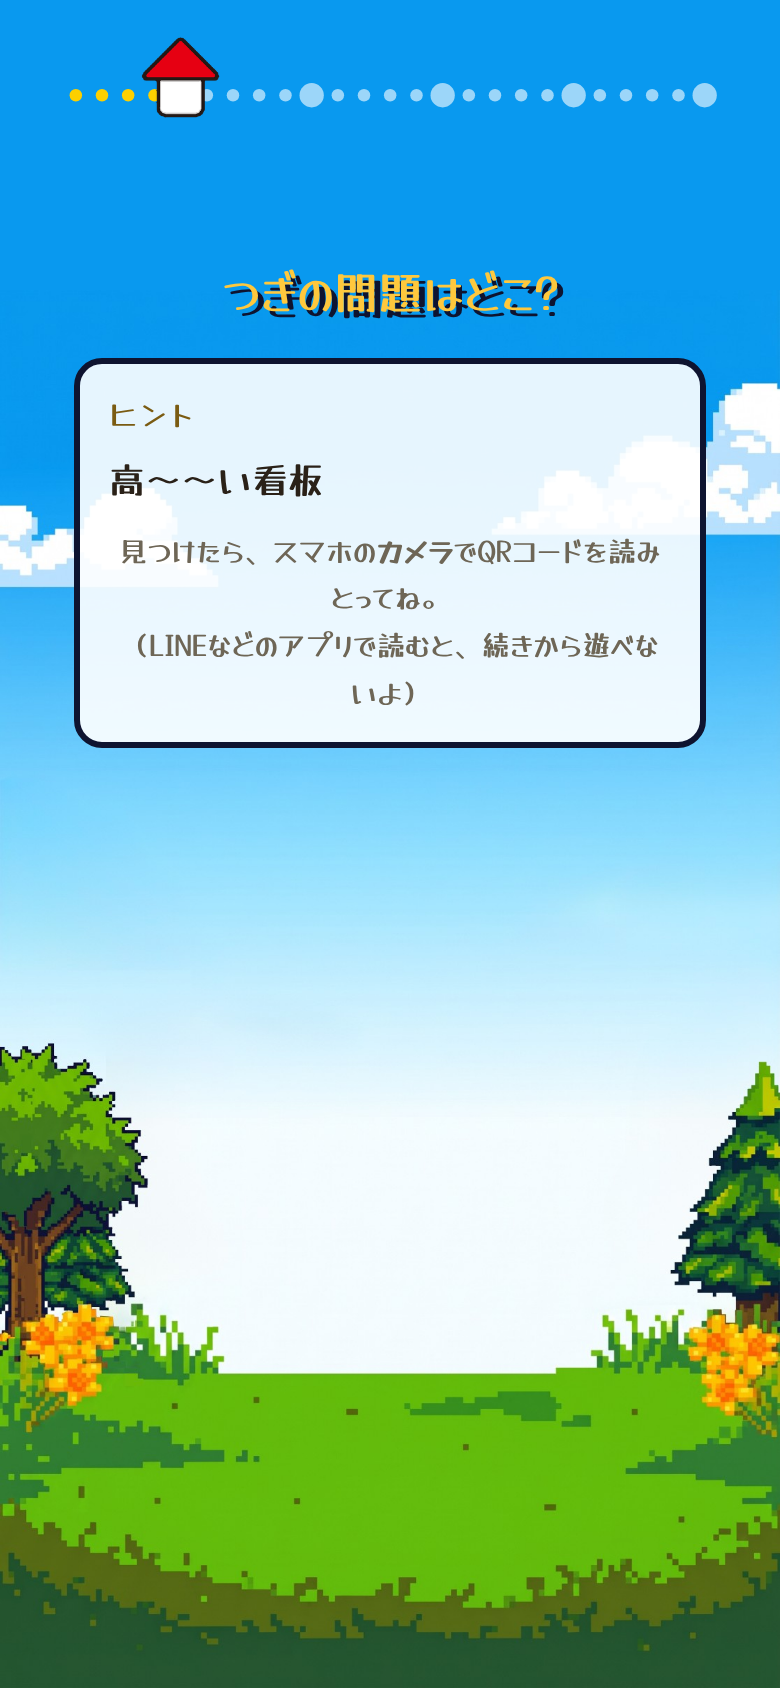 つぎの問題はどこ?
ヒント
高〜〜い看板
見つけたら、スマホのカメラでQRコードを読み
とってね。
（LINEなどのアプリで読むと、続きから遊べな
いよ）